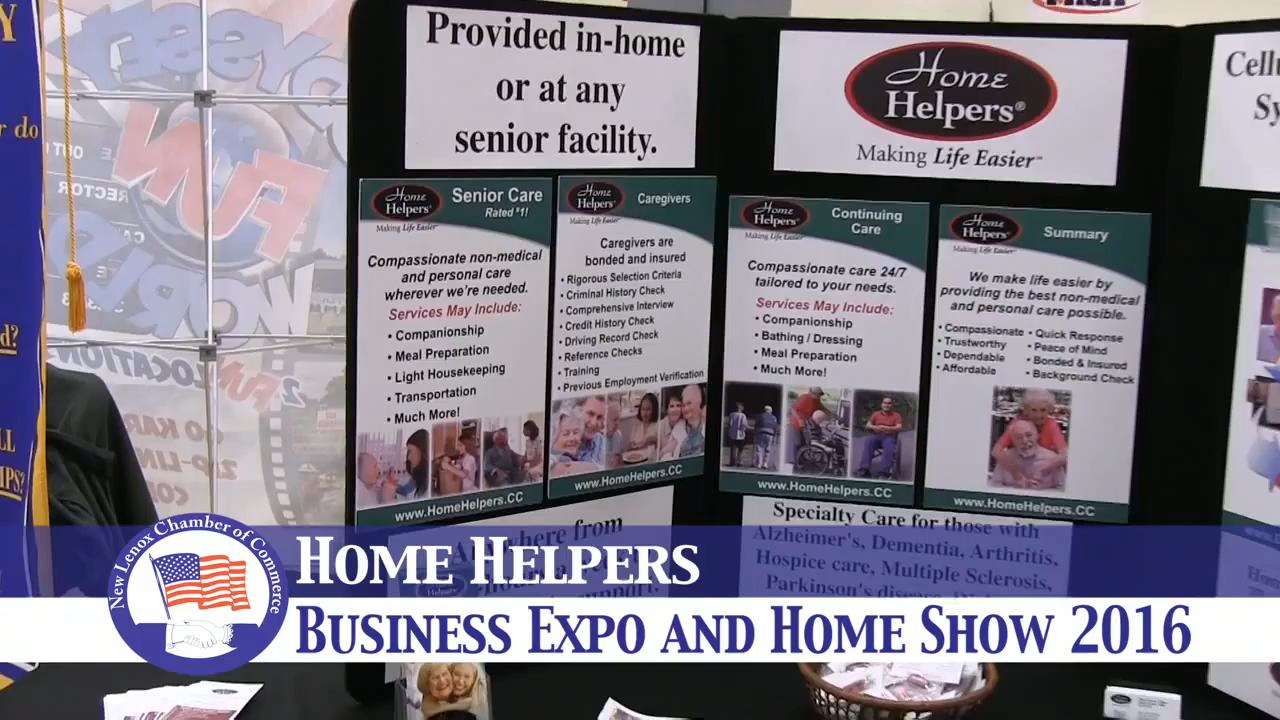 Provided in-home
or at any
senior facility.
Home
Helpers®
Making Life Easier℠
Home
Helpers®
Making Life Easier
Senior Care
Rated #1!
Compassionate non-medical
and personal care
wherever we're needed.
Services May Include:
• Companionship
• Meal Preparation
• Light Housekeeping
• Transportation
• Much More!
www.HomeHelpers.CC
Home
Helpers
Making Life Easier
Caregivers
Caregivers are
bonded and insured
• Rigorous Selection Criteria
• Criminal History Check
• Comprehensive Interview
• Credit History Check
• Driving Record Check
• Reference Checks
• Training
• Previous Employment Verification
www.HomeHelpers.CC
Home
Helpers
Making Life Easier
Continuing
Care
Compassionate care 24/7
tailored to your needs.
Services May Include:
• Companionship
• Bathing / Dressing
• Meal Preparation
• Much More!
www.HomeHelpers.CC
Home
Helpers
Making Life Easier
Summary
We make life easier by
providing the best non-medical
and personal care possible.
• Compassionate
• Trustworthy
• Dependable
• Affordable
• Quick Response
• Peace of Mind
• Bonded & Insured
• Background Check
www.HomeHelpers.CC
Specialty Care for those with
Alzheimer's, Dementia, Arthritis,
Hospice care, Multiple Sclerosis,
Parkinson's
New Lenox Chamber of Commerce
Home Helpers
Business Expo and Home Show 2016